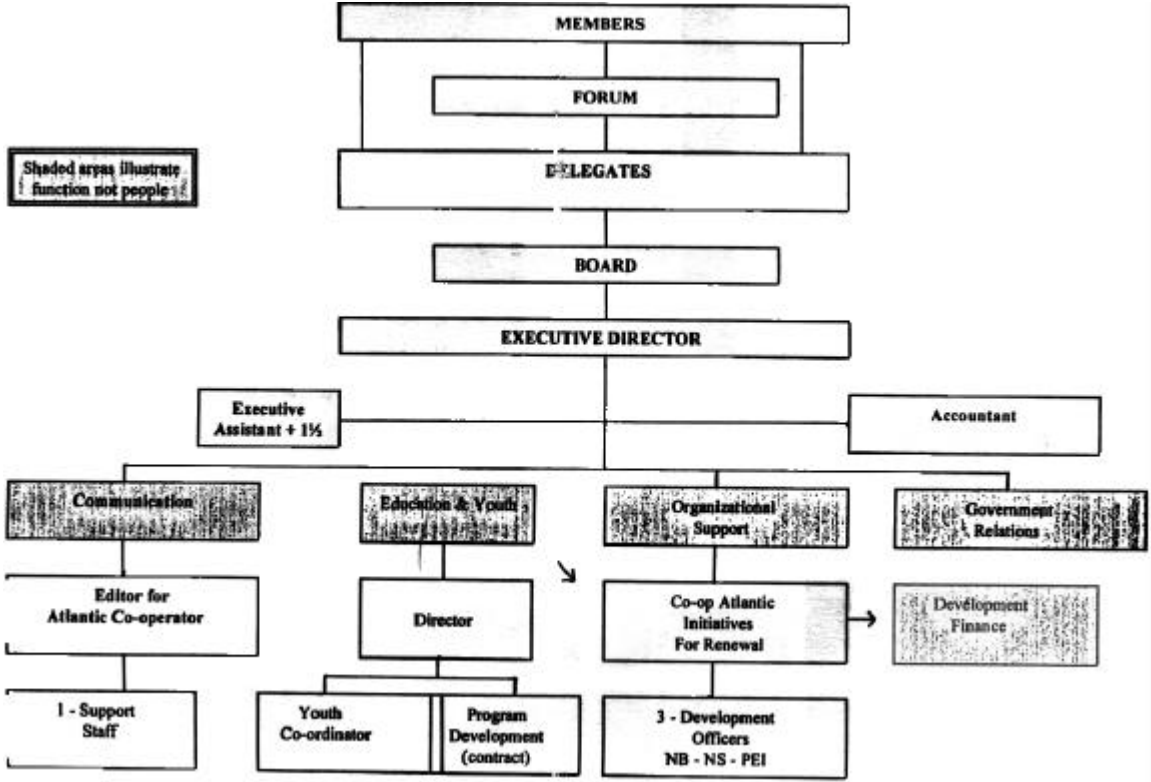 MEMBERS
FORUM
Shaded areas illustrate
function not people
DELEGATES
BOARD
EXECUTIVE DIRECTOR
Executive
Assistant + 1½
Accountant
Communication
Education & Youth
Organizational
Support
Government
Relations
Editor for
Atlantic Co-operator
Director
Co-op Atlantic
Initiatives
For Renewal
Development
Finance
1 - Support
Staff
Youth
Co-ordinator
Program
Development
(contract)
3 - Development
Officers
NB - NS - PEI